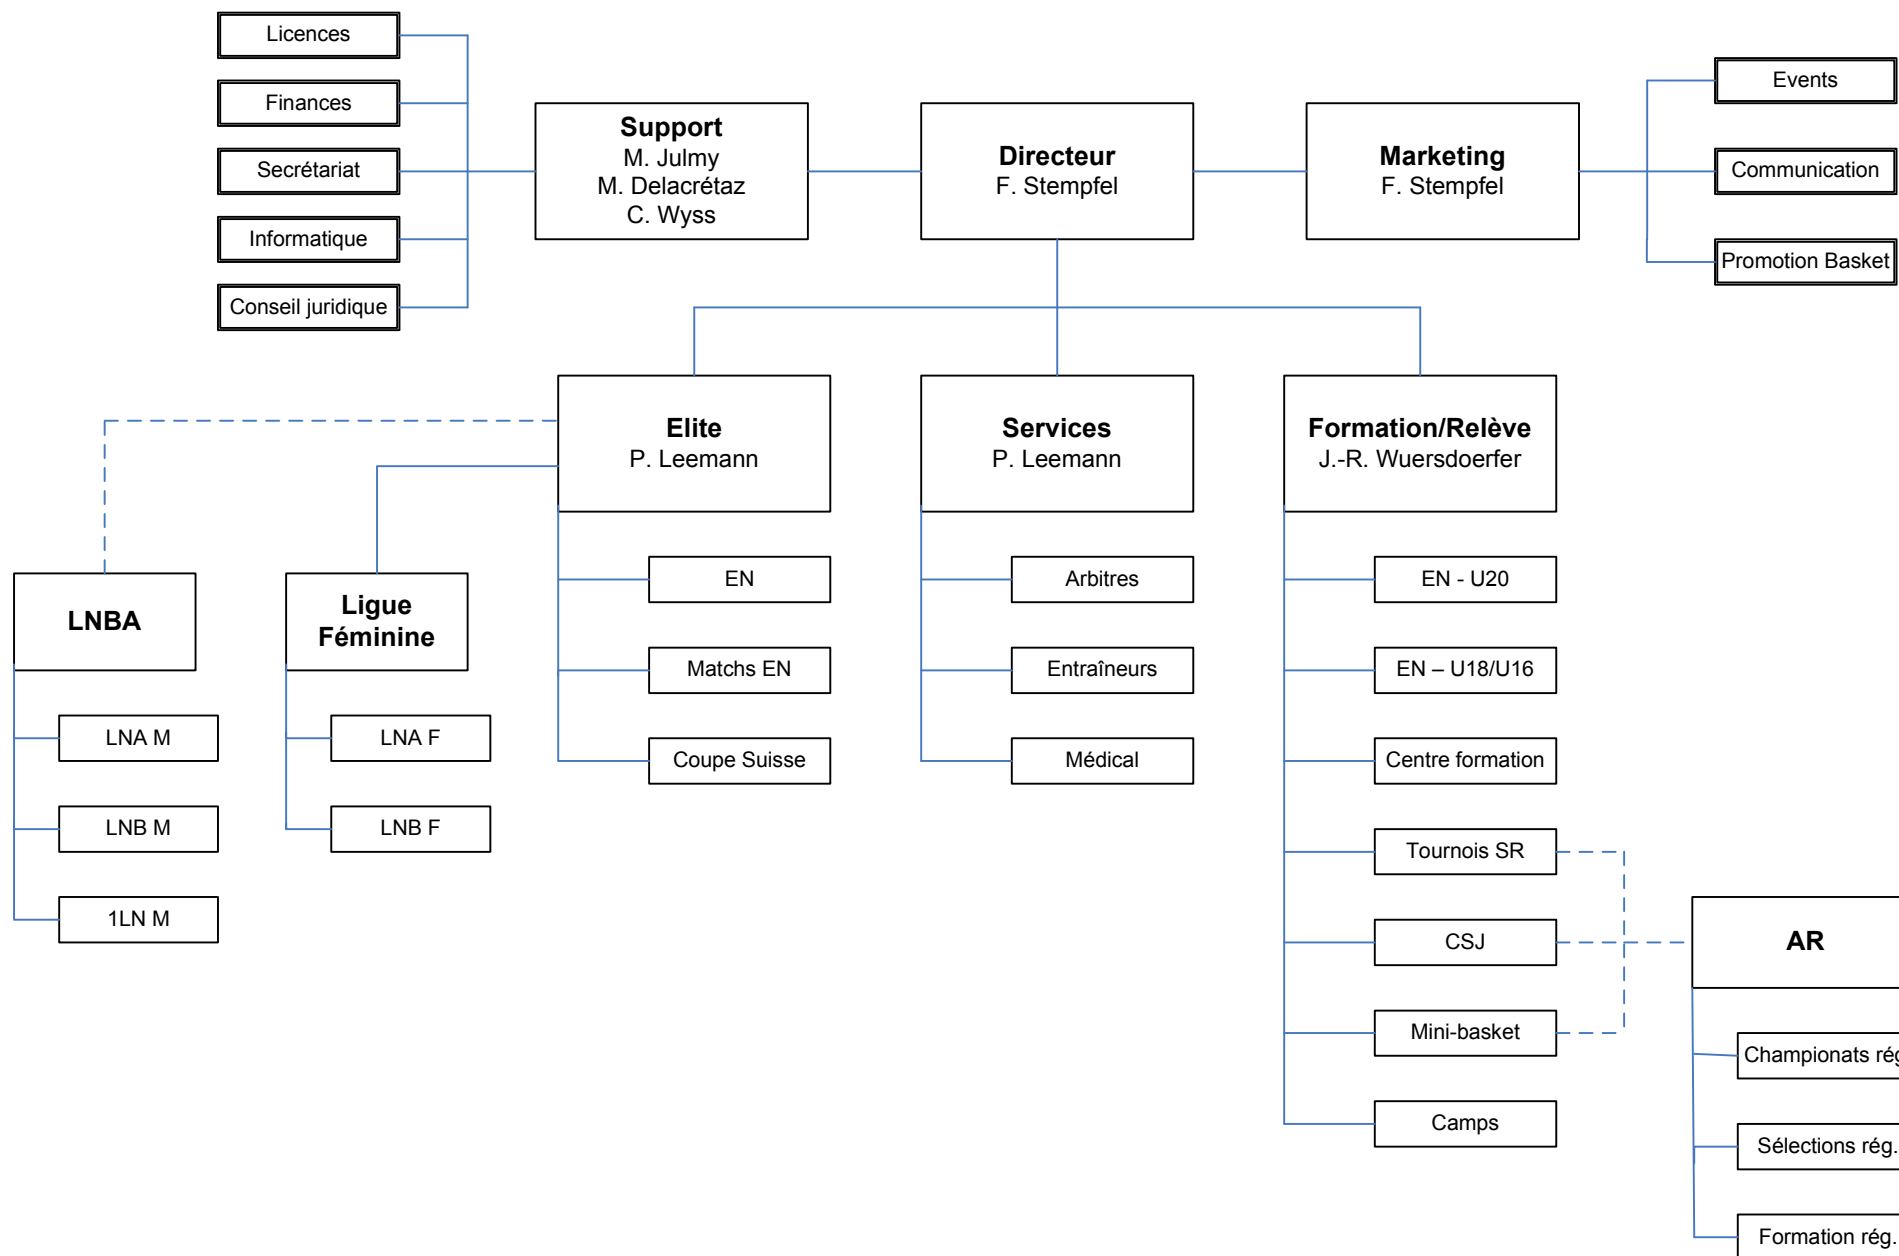 Licences
Finances
Secrétariat
Informatique
Conseil juridique
Support
M. Julmy
M. Delacrétaz
C. Wyss
Directeur
F. Stempfel
Marketing
F. Stempfel
Events
Communication
Promotion Basket
Elite
P. Leemann
Services
P. Leemann
Formation/Relève
J.-R. Wuersdoerfer
LNBA
LNA M
LNB M
1LN M
Ligue
Féminine
LNA F
LNB F
EN
Matchs EN
Coupe Suisse
Arbitres
Entraîneurs
Médical
EN - U20
EN – U18/U16
Centre formation
Tournois SR
CSJ
Mini-basket
Camps
AR
Championats rég
Sélections rég.
Formation rég.